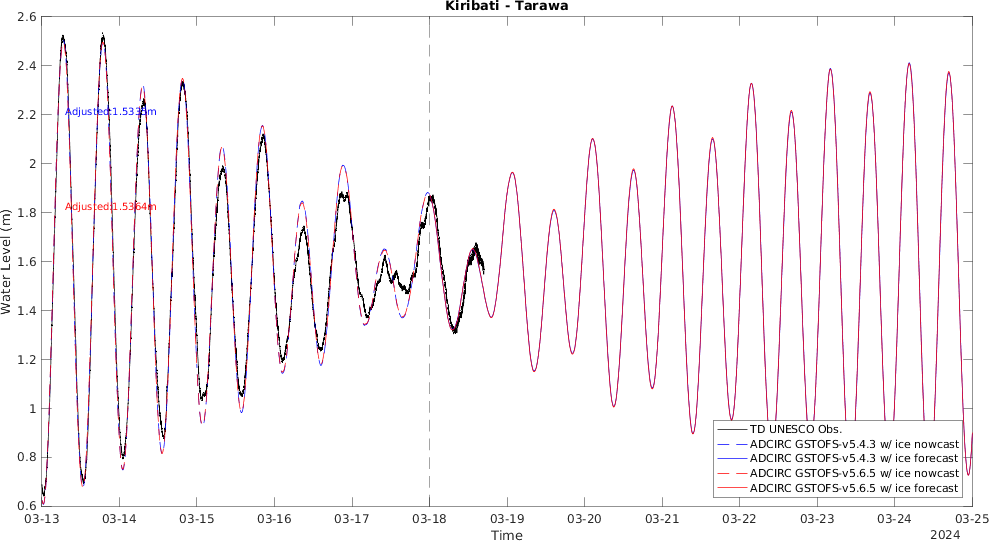 Kiribati - Tarawa
2.6
2.4
2.2
2
1.8
1.6
1.4
1.2
1
0.8
0.6
Water Level (m)
Adjusted:1.5335m
Adjusted:1.5364m
TD UNESCO Obs.
ADCIRC GSTOFS-v5.4.3 w/ ice nowcast
ADCIRC GSTOFS-v5.4.3 w/ ice forecast
ADCIRC GSTOFS-v5.6.5 w/ ice nowcast
ADCIRC GSTOFS-v5.6.5 w/ ice forecast
03-13 03-14 03-15 03-16 03-17 03-18 03-19 03-20 03-21 03-22 03-23 03-24 03-25
Time
2024